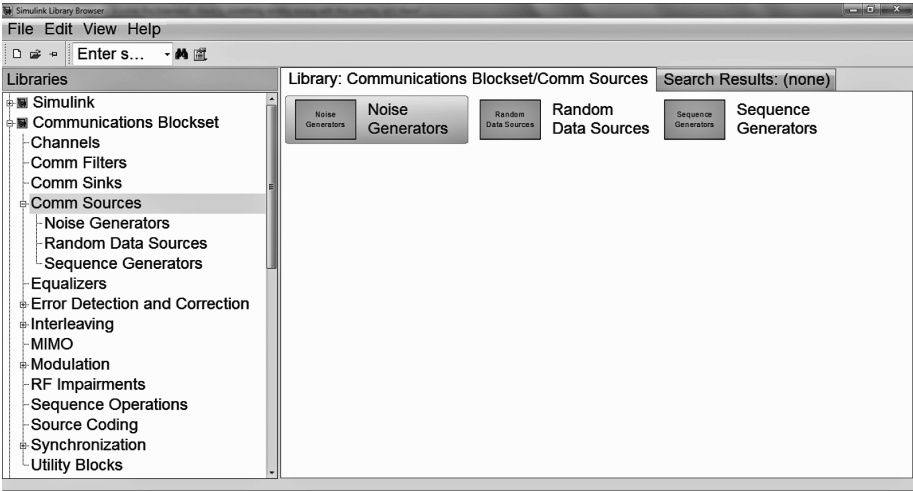 Simulink Library Browser
File Edit View Help
Enter s...
Libraries
Simulink
Communications Blockset
Channels
Comm Filters
Comm Sinks
Comm Sources
Noise Generators
Random Data Sources
Sequence Generators
Equalizers
Error Detection and Correction
Interleaving
MIMO
Modulation
RF Impairments
Sequence Operations
Source Coding
Synchronization
Utility Blocks
Library: Communications Blockset/Comm Sources
Search Results: (none)
Noise
Generators
Noise
Generators
Random
Data Sources
Random
Data Sources
Sequence
Generators
Sequence
Generators